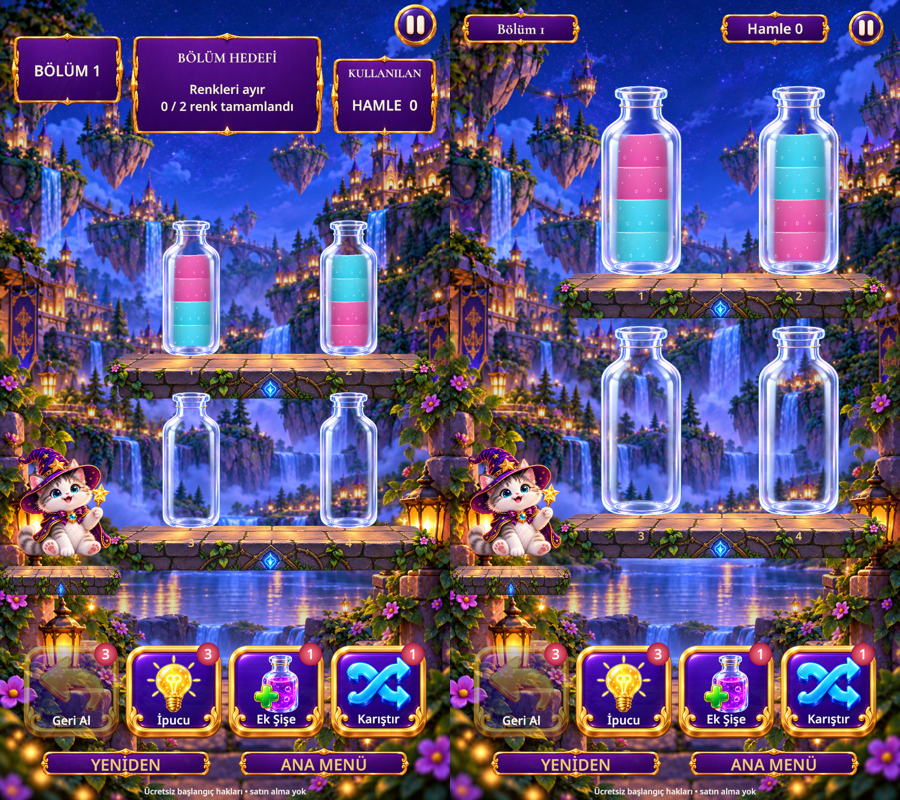 BÖLÜM 1
BÖLÜM HEDEFİ
Renkleri ayır
0 / 2 renk tamamlandı
KULLANILAN
HAMLE 0
3
3
Geri Al
3
İpucu
1
Ek Şişe
1
Karıştır
YENİDEN
ANA MENÜ
Ücretsiz başlangıç hakları • satın alma yok
Bölüm 1
Hamle 0
1
2
3
4
3
Geri Al
3
İpucu
1
Ek Şişe
1
Karıştır
YENİDEN
ANA MENÜ
Ücretsiz başlangıç hakları • satın alma yok